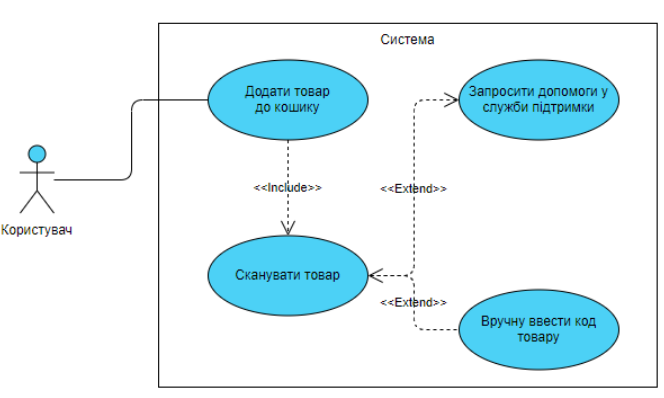 Система
Додати товар
до кошику
Запросити допомоги у
служби підтримки
<<Include>>
<<Extend>>
Користувач
Сканувати товар
<<Extend>>
Вручну ввести код
товару